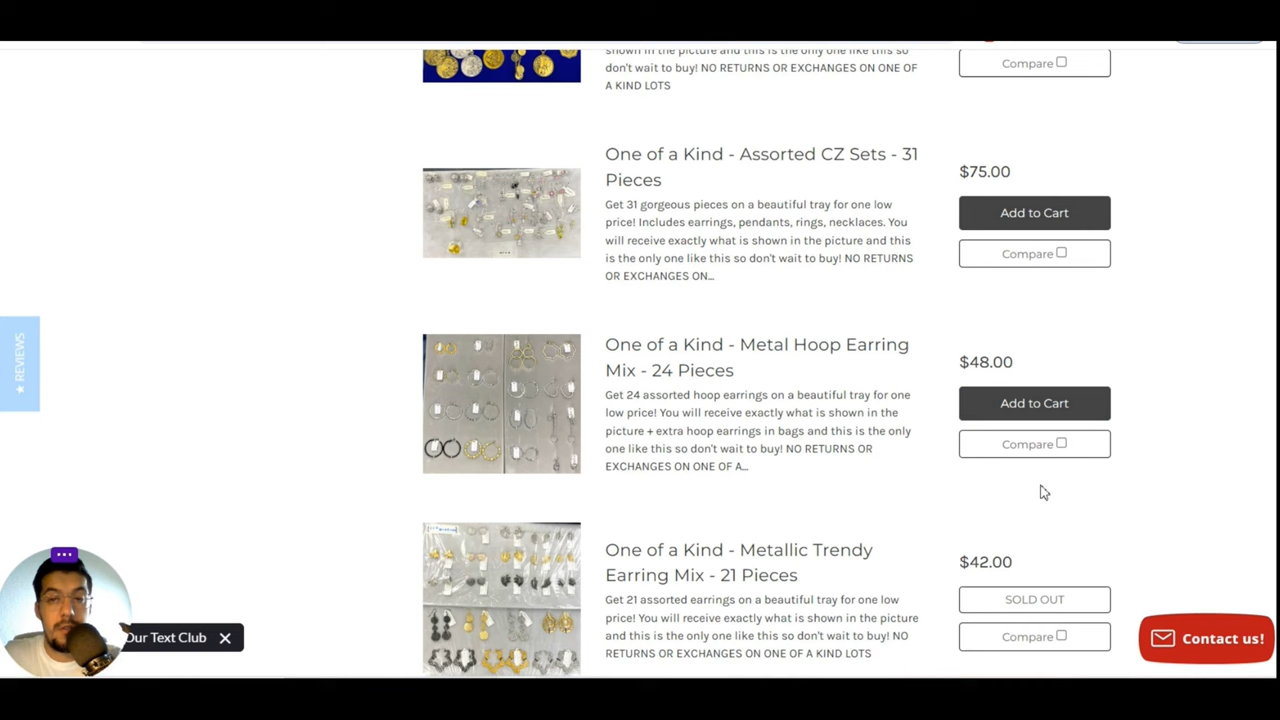 shown in the picture and this is the only one like this so
don't wait to buy! NO RETURNS OR EXCHANGES ON ONE OF
A KIND LOTS
Compare
One of a Kind - Assorted CZ Sets - 31
Pieces
Get 31 gorgeous pieces on a beautiful tray for one low
price! Includes earrings, pendants, rings, necklaces. You
will receive exactly what is shown in the picture and this
is the only one like this so don't wait to buy! NO RETURNS
OR EXCHANGES ON...
$75.00
Add to Cart
Compare
One of a Kind - Metal Hoop Earring
Mix - 24 Pieces
Get 24 assorted hoop earrings on a beautiful tray for one
low price! You will receive exactly what is shown in the
picture + extra hoop earrings in bags and this is the only
one like this so don't wait to buy! NO RETURNS OR
EXCHANGES ON ONE OF A...
$48.00
Add to Cart
Compare
One of a Kind - Metallic Trendy
Earring Mix - 21 Pieces
Get 21 assorted earrings on a beautiful tray for one low
price! You will receive exactly what is shown in the picture
and this is the only one like this so don't wait to buy! NO
RETURNS OR EXCHANGES ON ONE OF A KIND LOTS
$42.00
SOLD OUT
Compare
★ REVIEWS
Our Text Club
Contact us!